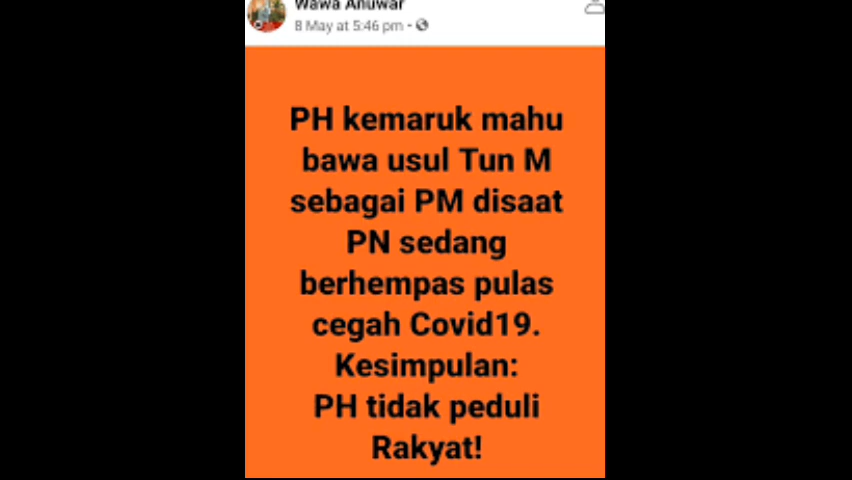 Wawa Anuwar
8 May at 5:46 pm ·
PH kemaruk mahu
bawa usul Tun M
sebagai PM disaat
PN sedang
berhempas pulas
cegah Covid19.
Kesimpulan:
PH tidak peduli
Rakyat!